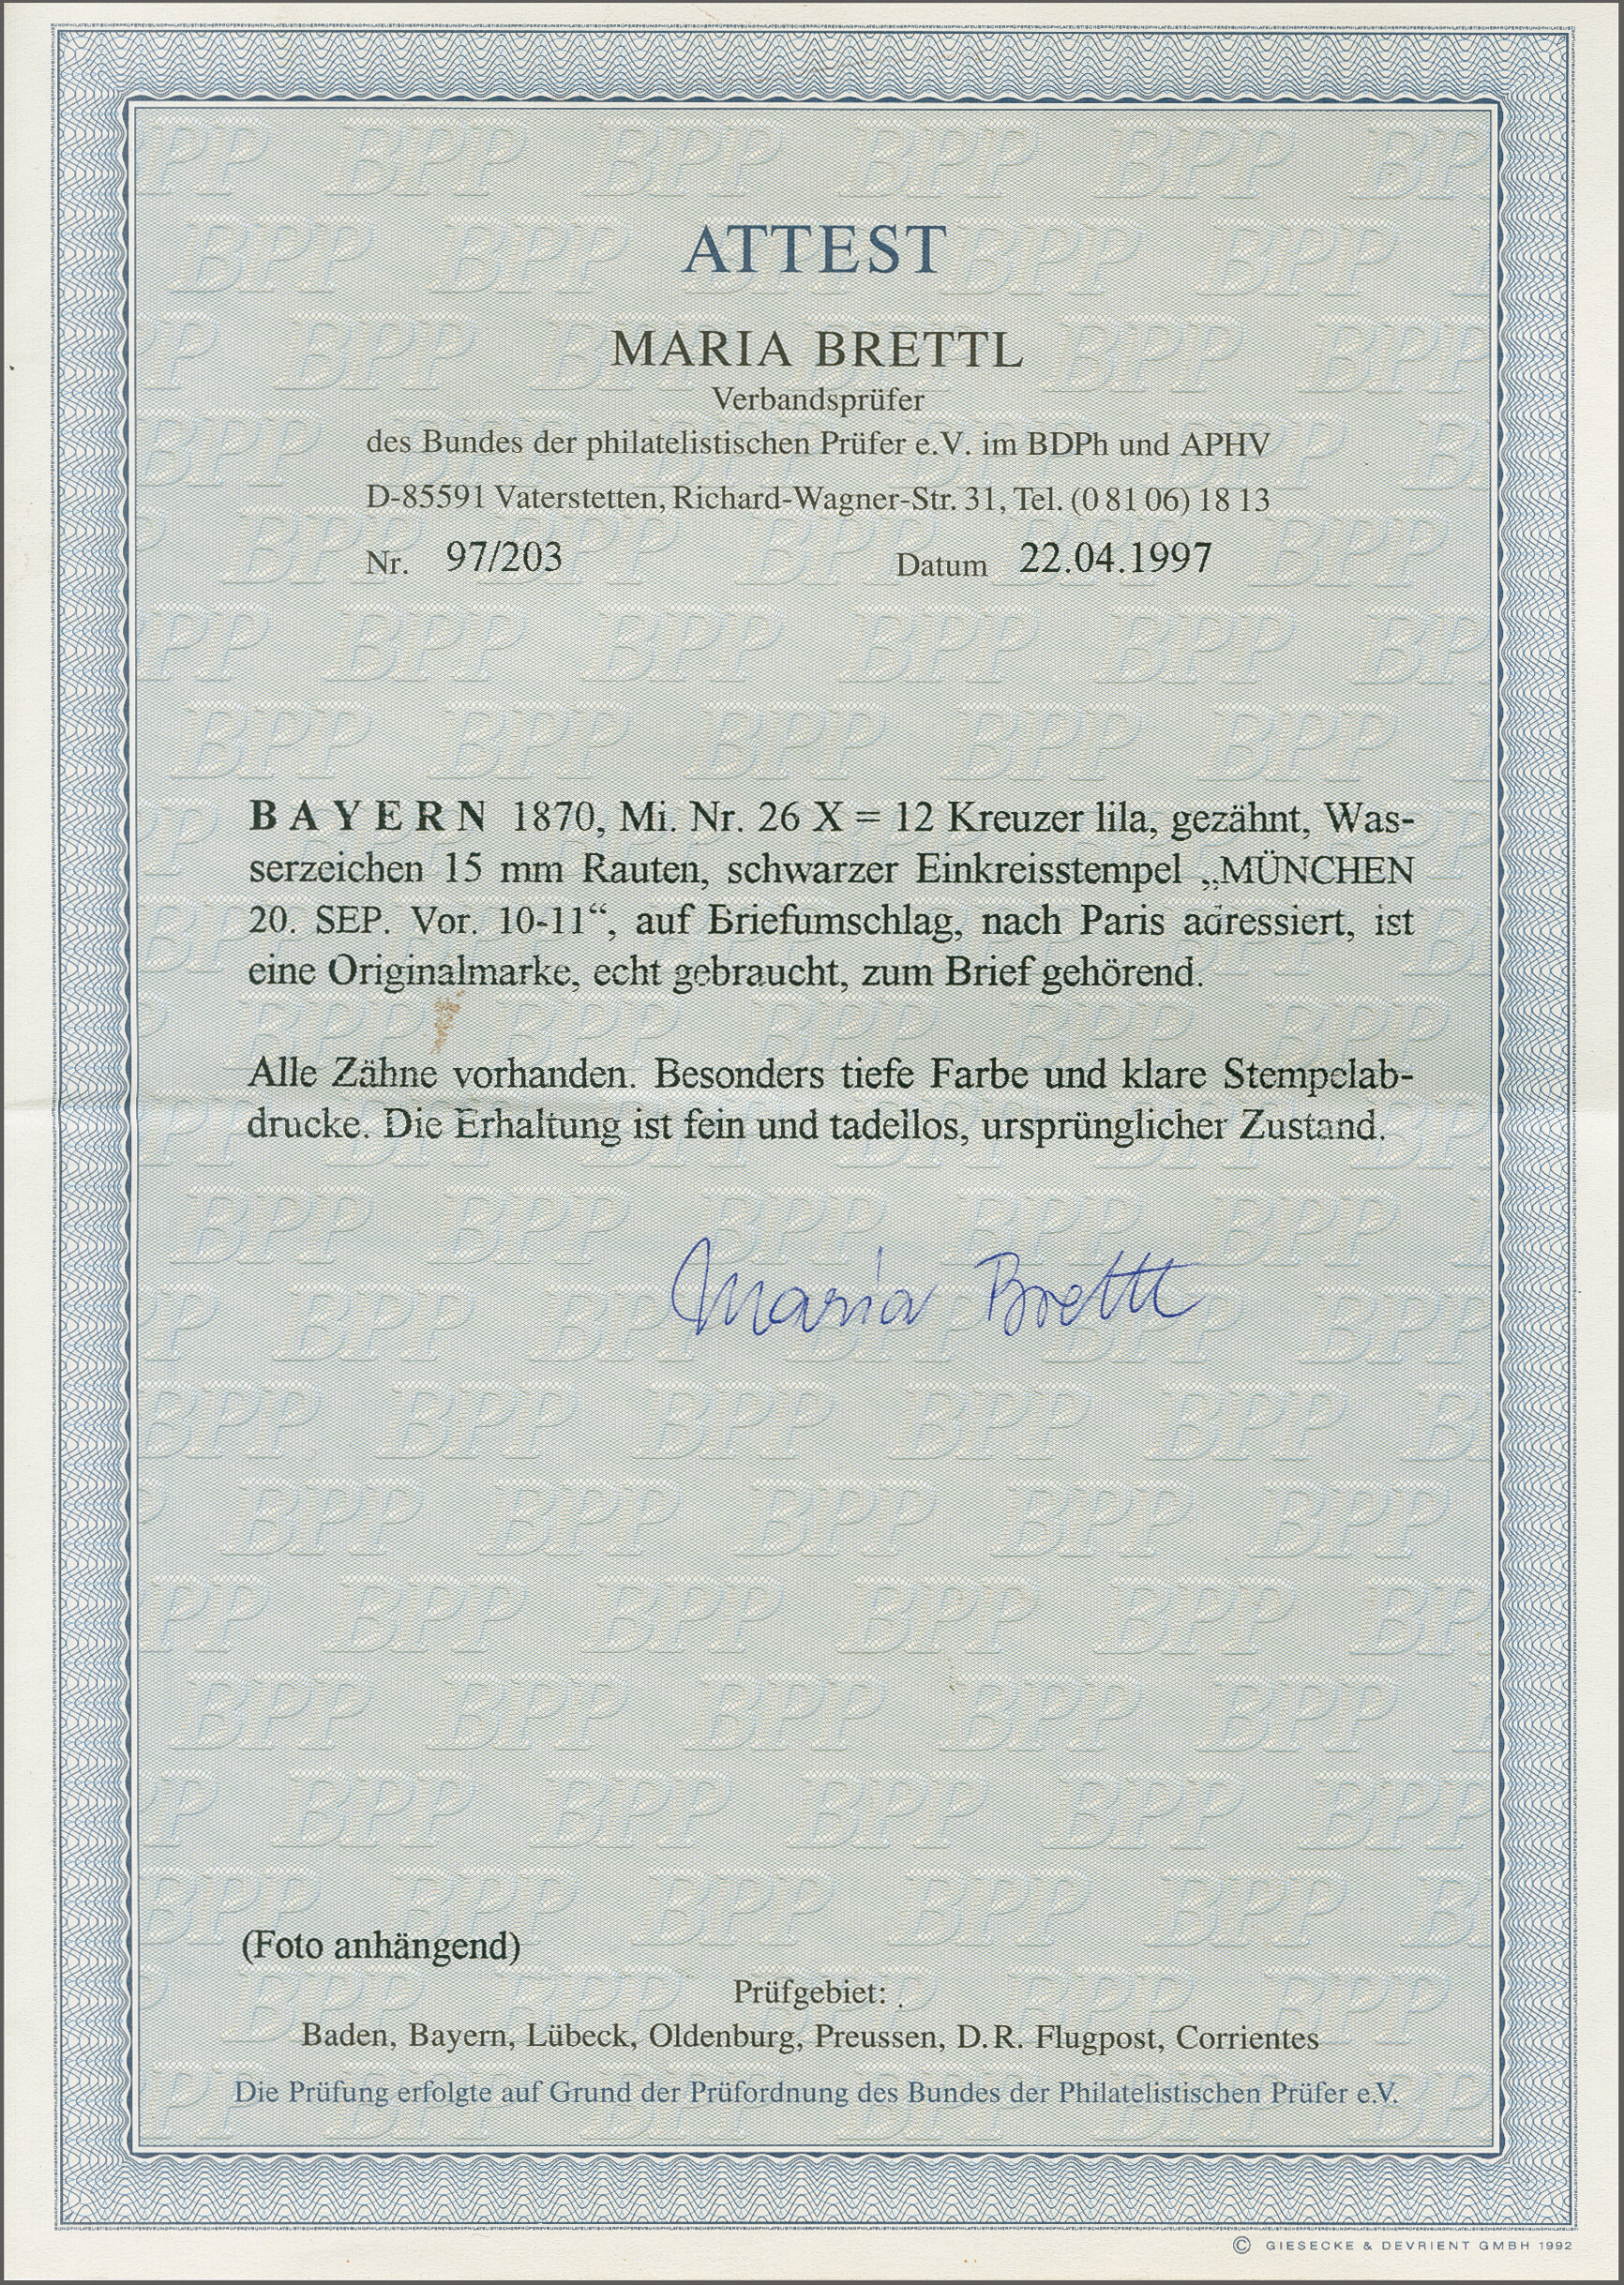 ATTEST
MARIA BRETTL
Verbandsprüfer
des Bundes der philatelistischen Prüfer e.V. im BDPh und APHV
D-85591 Vaterstetten, Richard-Wagner-Str. 31, Tel. (0 81 06) 18 13
Nr. 97/203 Datum 22.04.1997
BAYERN 1870, Mi. Nr. 26 X = 12 Kreuzer lila, gezähnt, Was-
serzeichen 15 mm Rauten, schwarzer Einkreisstempel „MÜNCHEN
20. SEP. Vor. 10-11“, auf Briefumschlag, nach Paris adressiert, ist
eine Originalmarke, echt gebraucht, zum Brief gehörend.
Alle Zähne vorhanden. Besonders tiefe Farbe und klare Stempelab-
drucke. Die Erhaltung ist fein und tadellos, ursprünglicher Zustand.
Maria Brettl
(Foto anhängend)
Prüfgebiet:
Baden, Bayern, Lübeck, Oldenburg, Preussen, D.R. Flugpost, Corrientes
Die Prüfung erfolgte auf Grund der Prüfordnung des Bundes der Philatelistischen Prüfer e.V.
© GIESECKE & DEVRIENT GMBH 1992